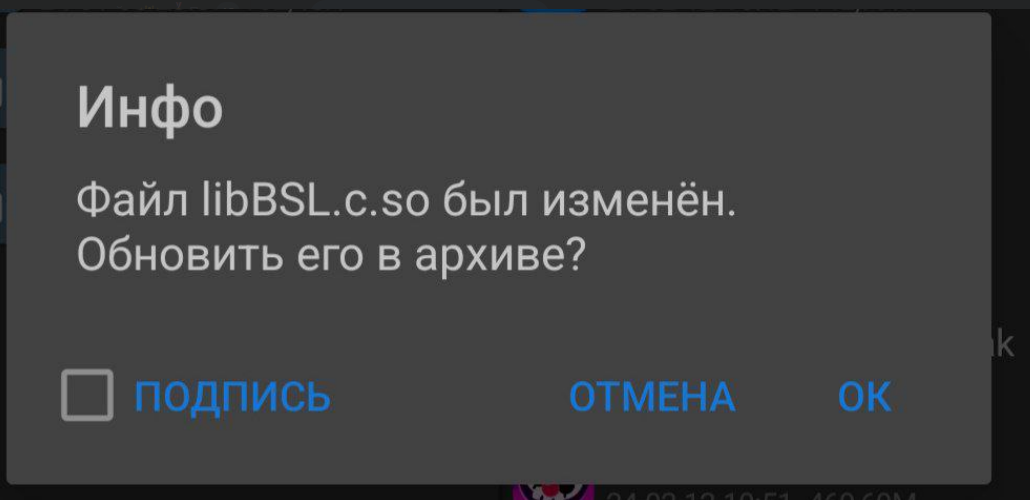 Инфо
Файл libBSL.c.so был изменён.
Обновить его в архиве?
ПОДПИСЬ
ОТМЕНА
ОК